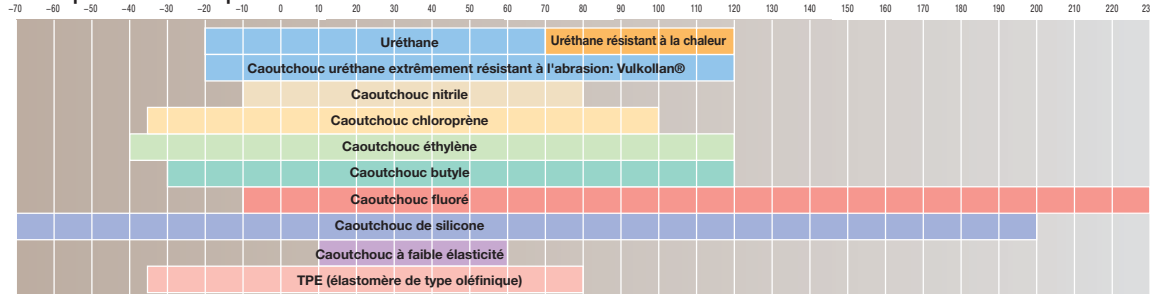 −70 −60 −50 −40 −30 −20 −10 0 10 20 30 40 50 60 70 80 90 100 110 120 130 140 150 160 170 180 190 200 210 220 23
Uréthane Uréthane résistant à la chaleur
Caoutchouc uréthane extrêmement résistant à l'abrasion: Vulkollan®
Caoutchouc nitrile
Caoutchouc chloroprène
Caoutchouc éthylène
Caoutchouc butyle
Caoutchouc fluoré
Caoutchouc de silicone
Caoutchouc à faible élasticité
TPE (élastomère de type oléfinique)